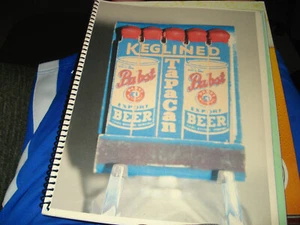 KEGLINED
TapaCan
Pabst
EXPORT
BEER
Pabst
EXPORT
BEER